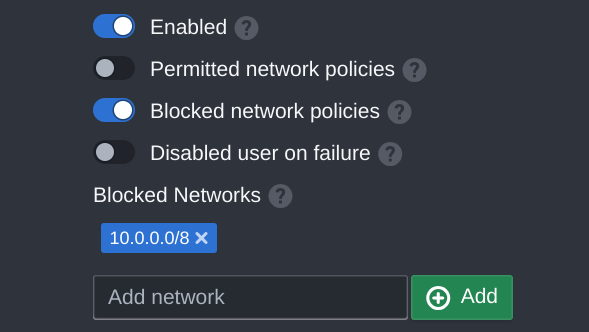 Enabled ?
Permitted network policies ?
Blocked network policies ?
Disabled user on failure ?
Blocked Networks ?
10.0.0.0/8 ×
Add network
Add